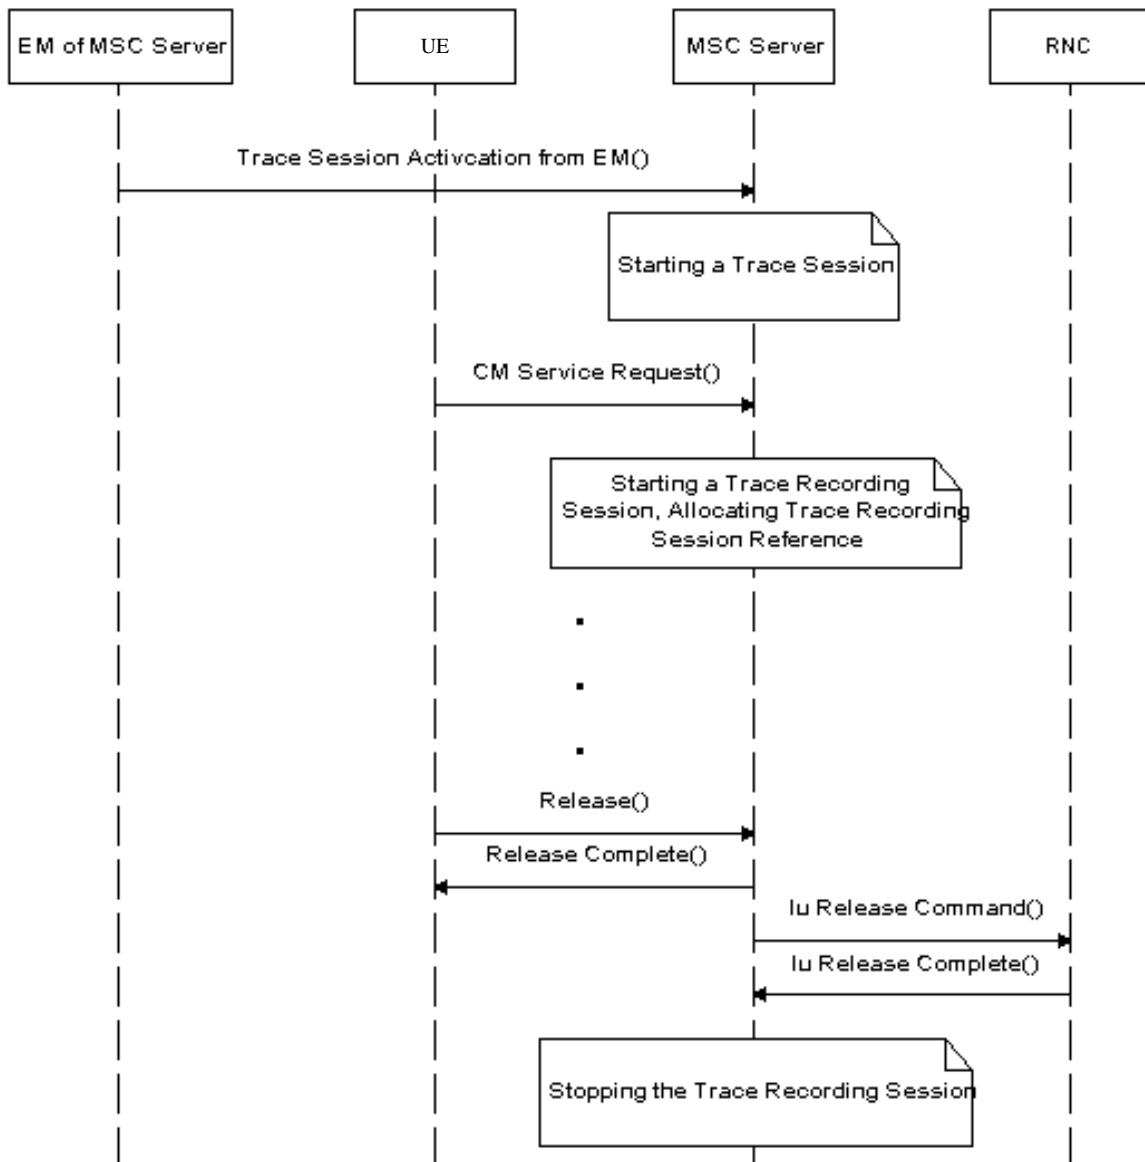 EM of MSC Server
UE
MSC Server
RNC
Trace Session Activcation from EM()
Starting a Trace Session
CM Service Request()
Starting a Trace Recording
Session, Allocating Trace Recording
Session Reference
Release()
Release Complete()
Iu Release Command()
Iu Release Complete()
Stopping the Trace Recording Session